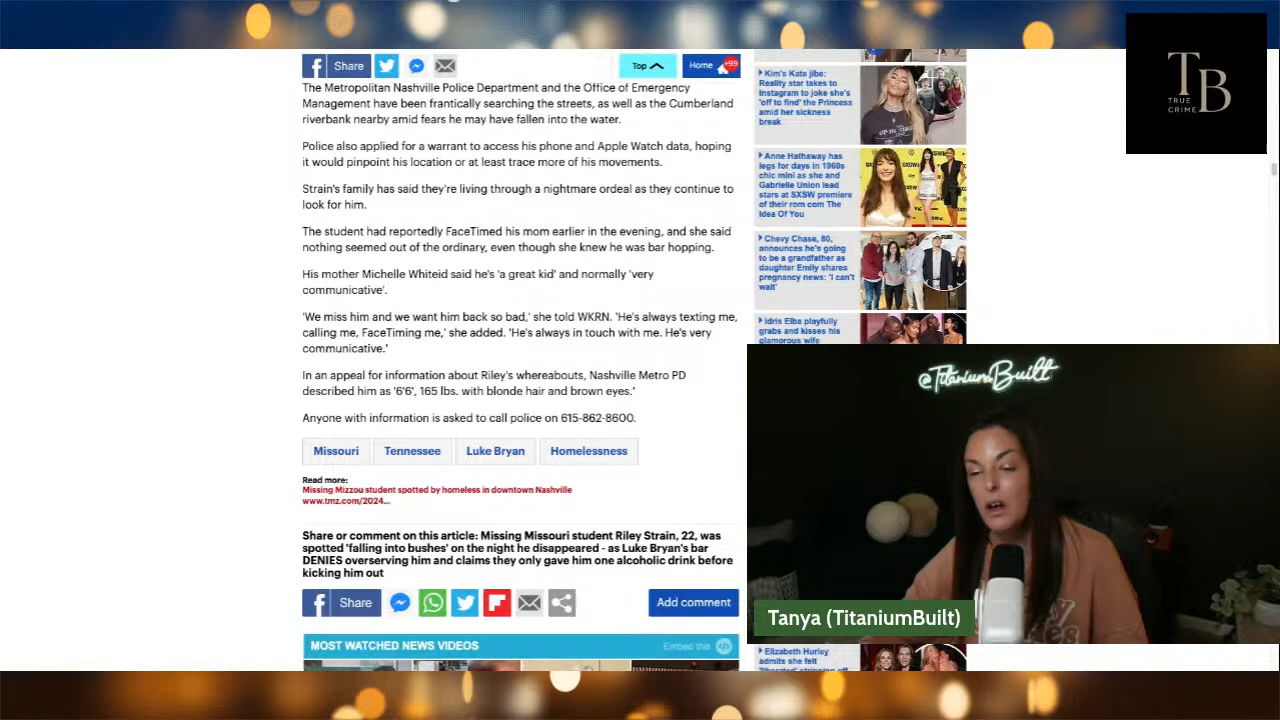 Share
Top
Home
+99
The Metropolitan Nashville Police Department and the Office of Emergency
Management have been frantically searching the streets, as well as the Cumberland
riverbank nearby amid fears he may have fallen into the water.
Police also applied for a warrant to access his phone and Apple Watch data, hoping
it would pinpoint his location or at least trace more of his movements.
Strain's family has said they're living through a nightmare ordeal as they continue to
look for him.
The student had reportedly FaceTimed his mom earlier in the evening, and she said
nothing seemed out of the ordinary, even though she knew he was bar hopping.
His mother Michelle Whiteid said he's 'a great kid' and normally 'very
communicative'.
'We miss him and we want him back so bad,' she told WKRN. 'He's always texting me,
calling me, FaceTiming me,' she added. 'He's always in touch with me. He's very
communicative.'
In an appeal for information about Riley's whereabouts, Nashville Metro PD
described him as '6'6', 165 lbs. with blonde hair and brown eyes.'
Anyone with information is asked to call police on 615-862-8600.
Missouri
Tennessee
Luke Bryan
Homelessness
Read more:
Missing Mizzou student spotted by homeless in downtown Nashville
www.tmz.com/2024...
Share or comment on this article: Missing Missouri student Riley Strain, 22, was
spotted 'falling into bushes' on the night he disappeared - as Luke Bryan's bar
DENIES overserving him and claims they only gave him one alcoholic drink before
kicking him out
Share
Add comment
MOST WATCHED NEWS VIDEOS
Embed this
Kim's Kate jibe:
Reality star takes to
Instagram to joke she's
'off to find' the Princess
amid her sickness
break
Anne Hathaway has
legs for days in 1960s
chic mini as she and
Gabrielle Union lead
stars at SXSW premiere
of their rom com The
Idea Of You
Chevy Chase, 80,
announces he's going
to be a grandfather as
daughter Emily shares
pregnancy news: 'I can't
wait'
Idris Elba playfully
grabs and kisses his
glamorous wife
TB
TRUE
CRIME
@TitaniumBuilt
Tanya (TitaniumBuilt)
Elizabeth Hurley
admits she felt
'liberated' stripping off